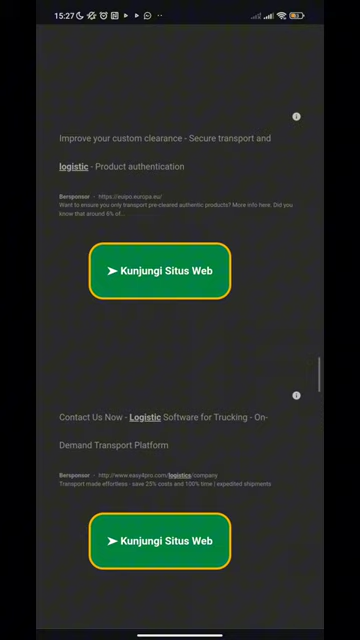 15:27
Improve your custom clearance - Secure transport and
logistic - Product authentication
Bersponsor - https://euipo.europa.eu/
Want to ensure you only transport pre-cleared authentic products? More info here. Did you
know that around 6% of...
➤ Kunjungi Situs Web
Contact Us Now - Logistic Software for Trucking - On-
Demand Transport Platform
Bersponsor - http://www.easy4pro.com/logistics/company
Transport made effortless - save 25% costs and 100% time | expedited shipments
➤ Kunjungi Situs Web